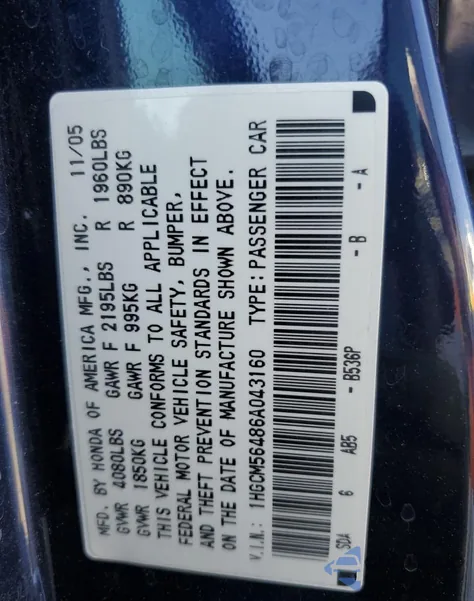 MFD. BY HONDA OF AMERICA MFG., INC. 11/05
GVWR 4080LBS GAWR F 2195LBS R 1960LBS
GVWR 1850KG GAWR F 995KG R 890KG
THIS VEHICLE CONFORMS TO ALL APPLICABLE
FEDERAL MOTOR VEHICLE SAFETY, BUMPER,
AND THEFT PREVENTION STANDARDS IN EFFECT
ON THE DATE OF MANUFACTURE SHOWN ABOVE.
V.I.N.: 1HGCM56486A043160 TYPE:PASSENGER CAR
SDA 6 AB5 - B536P - B - A